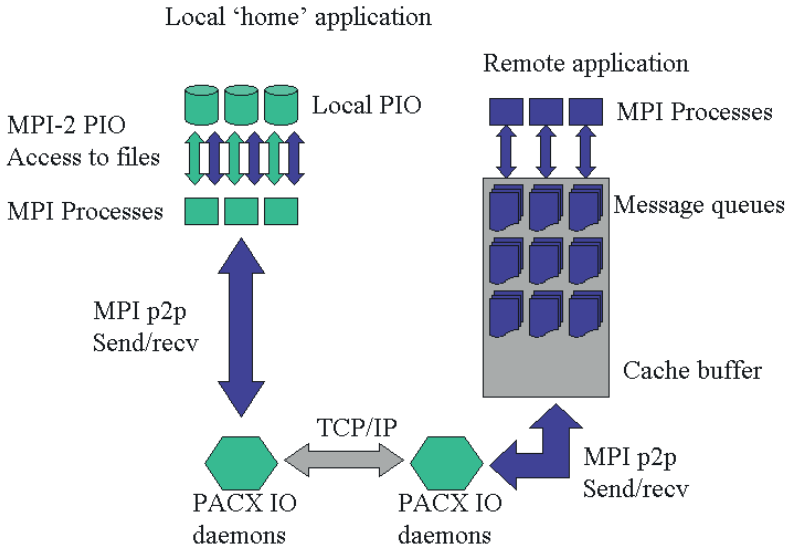 Local ‘home’ application
Remote application
Local PIO
MPI Processes
MPI-2 PIO
Access to files
MPI Processes
Message queues
MPI p2p
Send/recv
Cache buffer
TCP/IP
MPI p2p
Send/recv
PACX IO
daemons
PACX IO
daemons